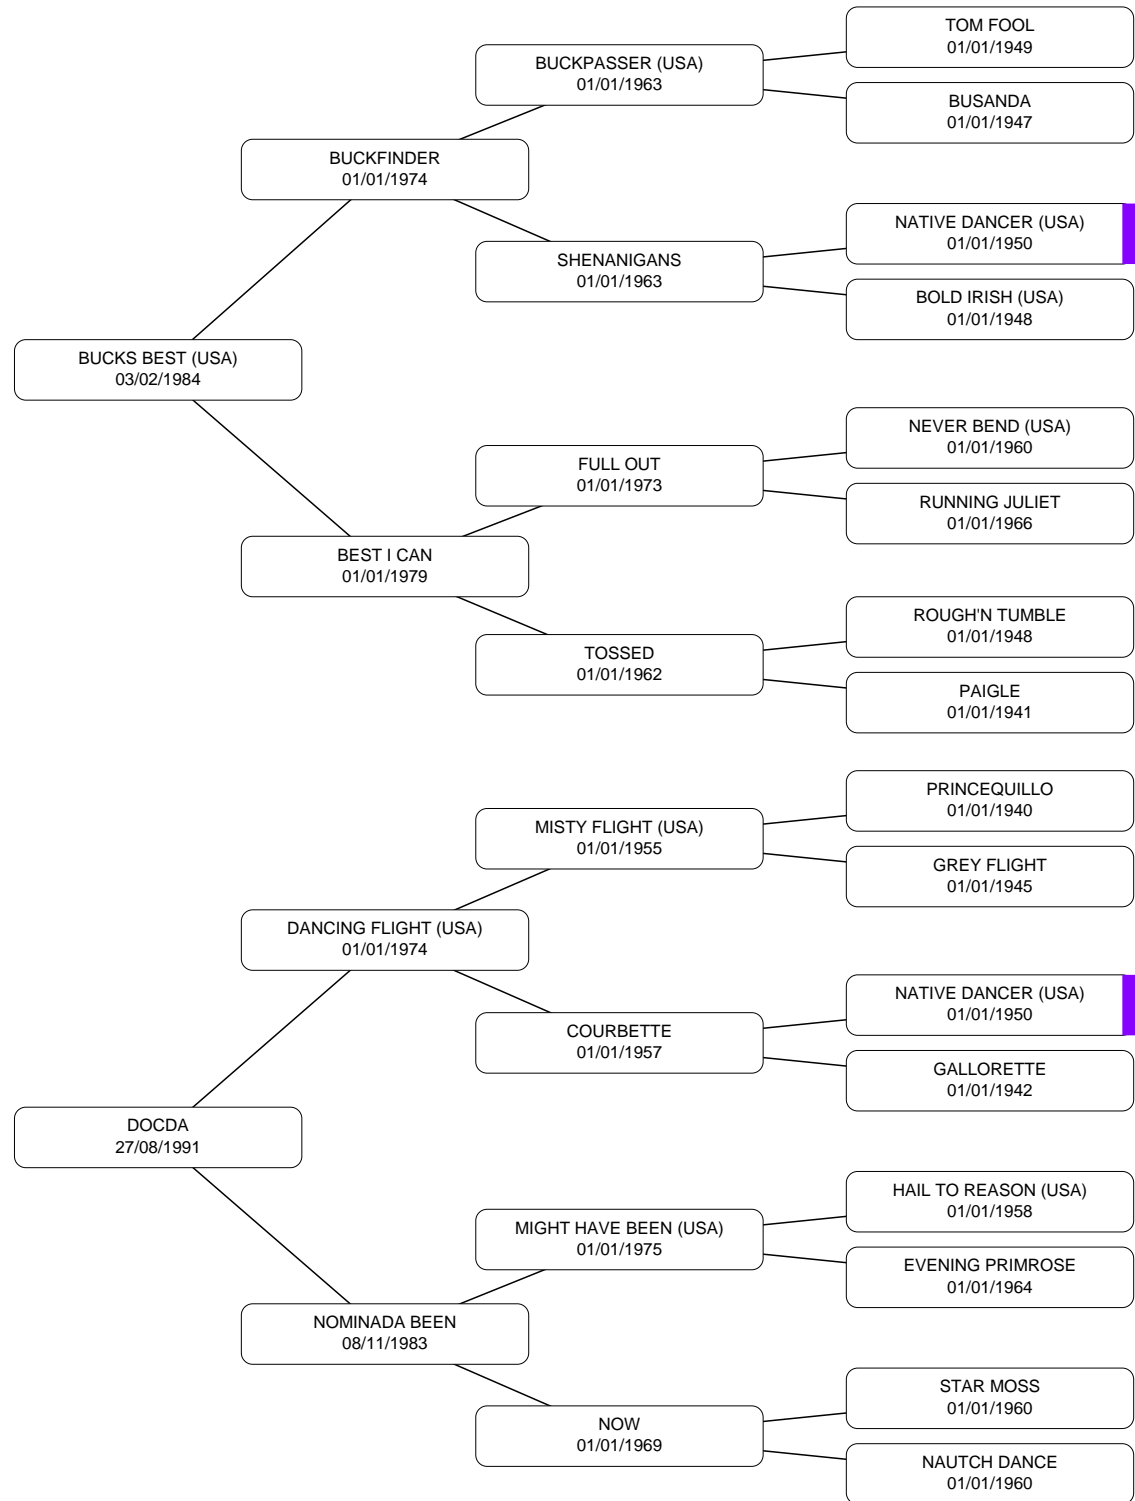 TOM FOOL
01/01/1949
BUCKPASSER (USA)
01/01/1963
BUSANDA
01/01/1947
BUCKFINDER
01/01/1974
NATIVE DANCER (USA)
01/01/1950
SHENANIGANS
01/01/1963
BOLD IRISH (USA)
01/01/1948
BUCKS BEST (USA)
03/02/1984
NEVER BEND (USA)
01/01/1960
FULL OUT
01/01/1973
RUNNING JULIET
01/01/1966
BEST I CAN
01/01/1979
ROUGH'N TUMBLE
01/01/1948
TOSSED
01/01/1962
PAIGLE
01/01/1941
PRINCEQUILLO
01/01/1940
MISTY FLIGHT (USA)
01/01/1955
GREY FLIGHT
01/01/1945
DANCING FLIGHT (USA)
01/01/1974
NATIVE DANCER (USA)
01/01/1950
COURBETTE
01/01/1957
GALLORETTE
01/01/1942
DOCDA
27/08/1991
HAIL TO REASON (USA)
01/01/1958
MIGHT HAVE BEEN (USA)
01/01/1975
EVENING PRIMROSE
01/01/1964
NOMINADA BEEN
08/11/1983
STAR MOSS
01/01/1960
NOW
01/01/1969
NAUTCH DANCE
01/01/1960